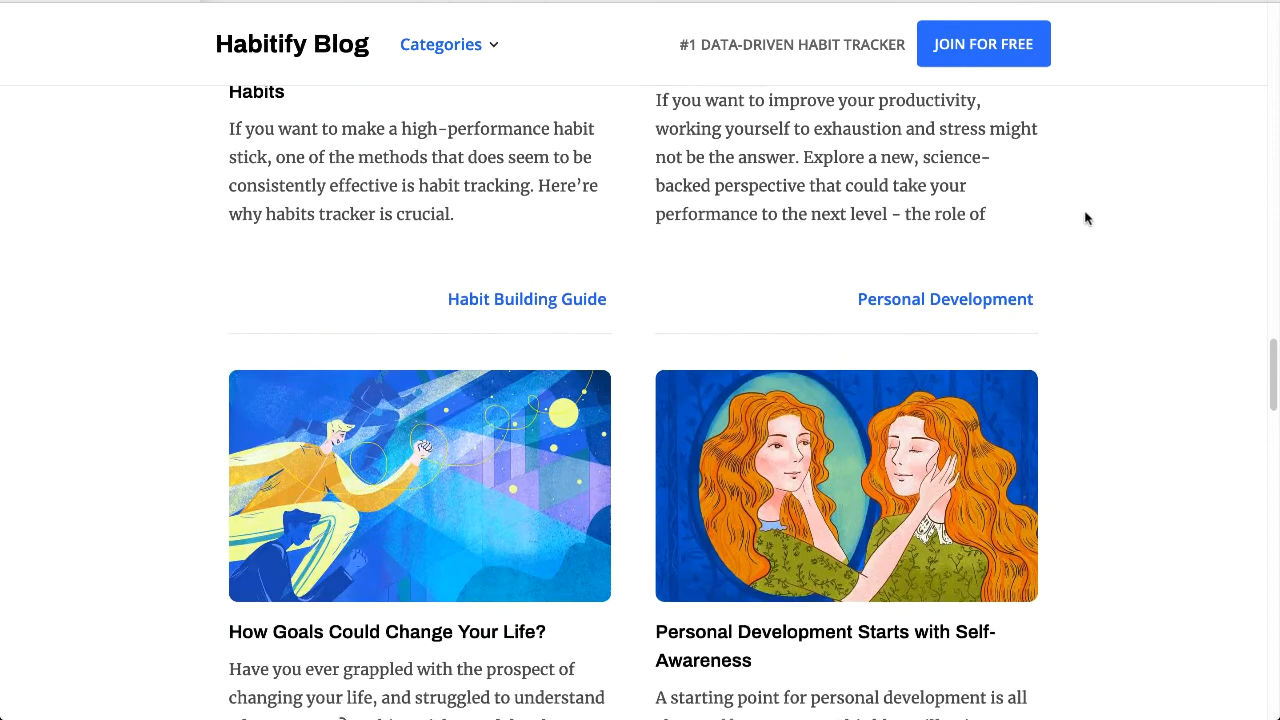 Habitify Blog Categories #1 DATA-DRIVEN HABIT TRACKER JOIN FOR FREE
Habits
If you want to make a high-performance habit
stick, one of the methods that does seem to be
consistently effective is habit tracking. Here’re
why habits tracker is crucial.
Habit Building Guide
If you want to improve your productivity,
working yourself to exhaustion and stress might
not be the answer. Explore a new, science-
backed perspective that could take your
performance to the next level - the role of
Personal Development
How Goals Could Change Your Life?
Have you ever grappled with the prospect of
changing your life, and struggled to understand
Personal Development Starts with Self-
Awareness
A starting point for personal development is all